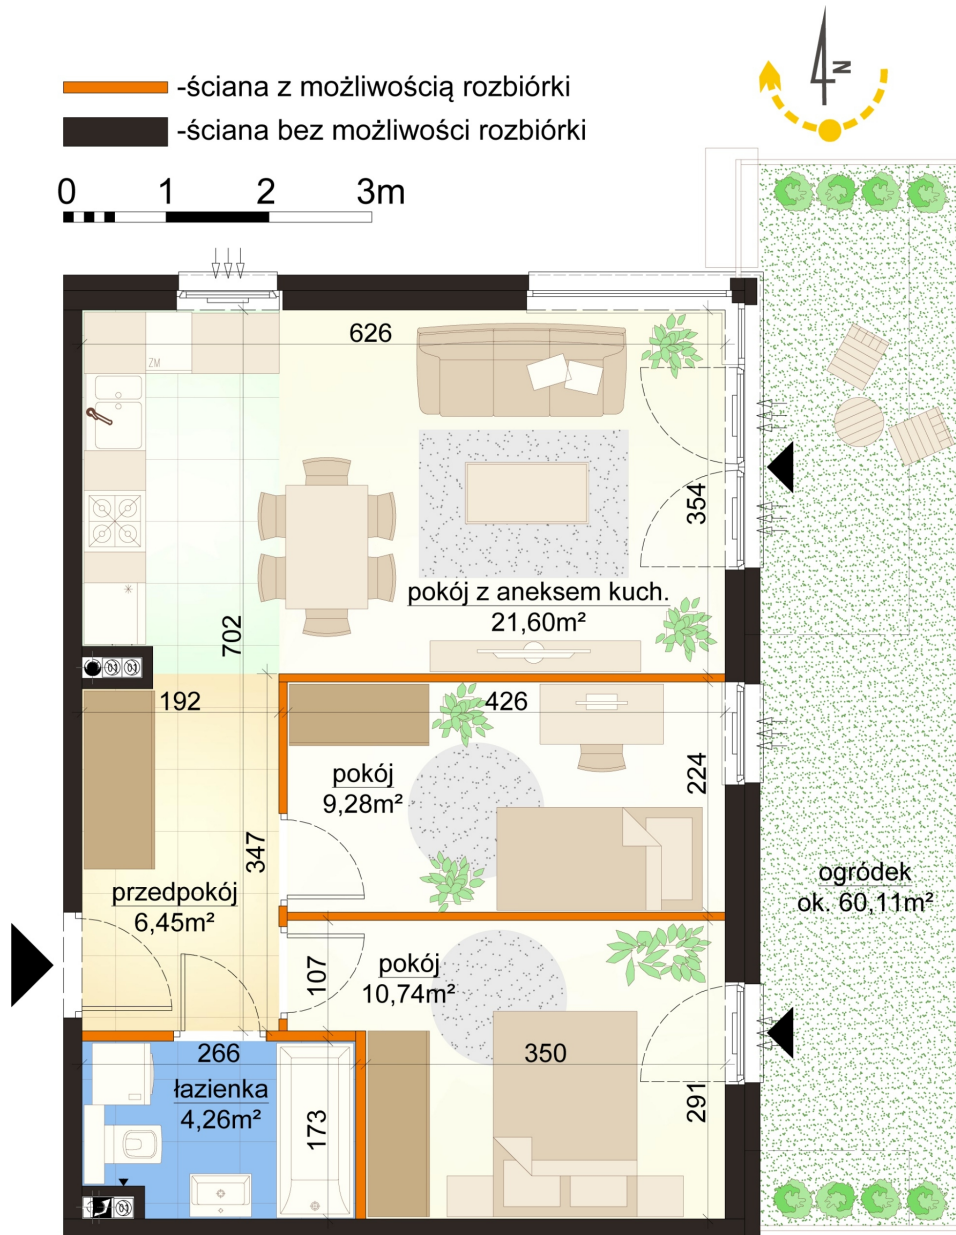 N
-ściana z możliwością rozbiórki
-ściana bez możliwości rozbiórki
0 1 2 3m
626
ZM
354
pokój z aneksem kuch.
21,60m²
702
192
426
pokój
9,28m²
224
347
przedpokój
6,45m²
ogródek
ok. 60,11m²
107
pokój
10,74m²
266
350
łazienka
4,26m²
173
291